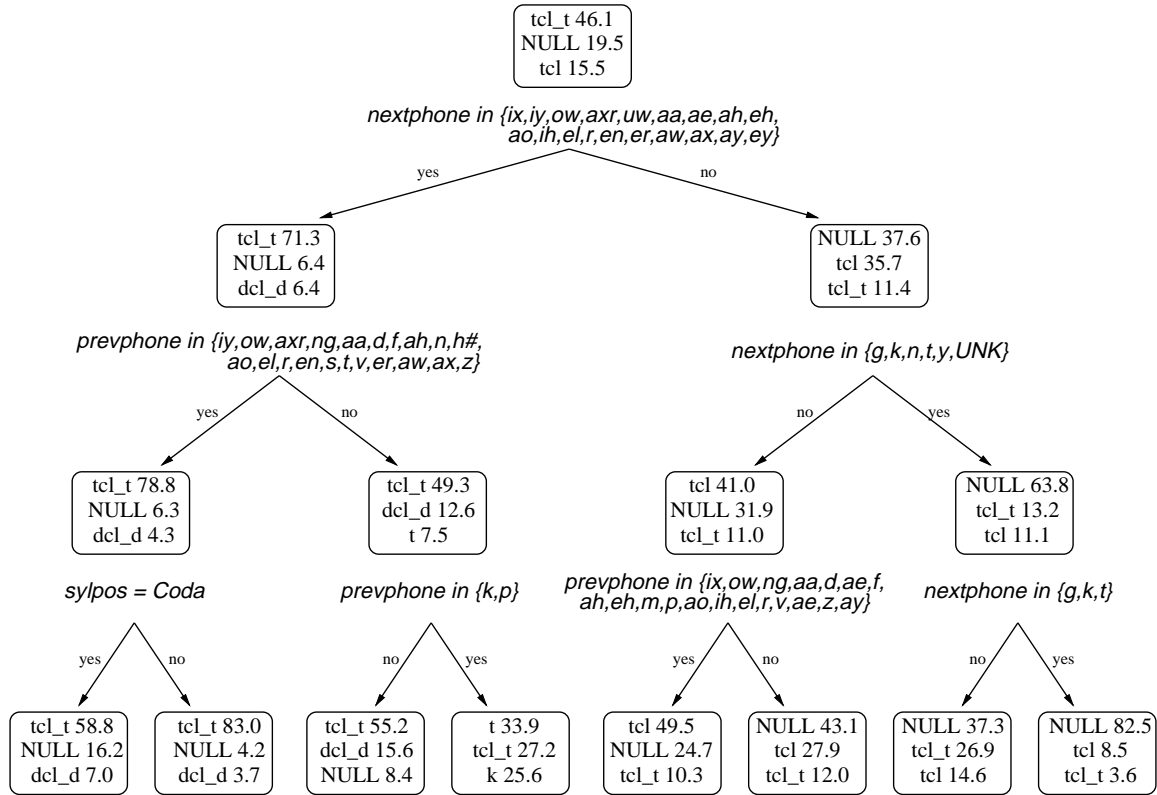 tcl_t 46.1
NULL 19.5
tcl 15.5
nextphone in {ix,iy,ow,axr,uw,aa,ae,ah,eh,
ao,ih,el,r,en,er,aw,ax,ay,ey}
yes
no
tcl_t 71.3
NULL 6.4
dcl_d 6.4
NULL 37.6
tcl 35.7
tcl_t 11.4
prevphone in {iy,ow,axr,ng,aa,d,f,ah,n,h#,
ao,el,r,en,s,t,v,er,aw,ax,z}
nextphone in {g,k,n,t,y,UNK}
yes
no
no
yes
tcl_t 78.8
NULL 6.3
dcl_d 4.3
tcl_t 49.3
dcl_d 12.6
t 7.5
tcl 41.0
NULL 31.9
tcl_t 11.0
NULL 63.8
tcl_t 13.2
tcl 11.1
sylpos = Coda
prevphone in {k,p}
prevphone in {ix,ow,ng,aa,d,ae,f,
ah,eh,m,p,ao,ih,el,r,v,ae,z,ay}
nextphone in {g,k,t}
yes
no
no
yes
yes
no
no
yes
tcl_t 58.8
NULL 16.2
dcl_d 7.0
tcl_t 83.0
NULL 4.2
dcl_d 3.7
tcl_t 55.2
dcl_d 15.6
NULL 8.4
t 33.9
tcl_t 27.2
k 25.6
tcl 49.5
NULL 24.7
tcl_t 10.3
NULL 43.1
tcl 27.9
tcl_t 12.0
NULL 37.3
tcl_t 26.9
tcl 14.6
NULL 82.5
tcl 8.5
tcl_t 3.6